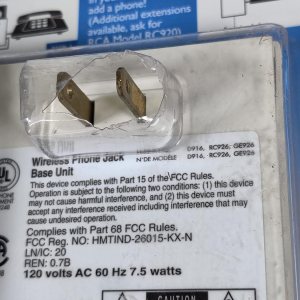 In yo
add a phone!
(Additional extensions
available, ask for
RCA Model RC920)
Wireless Phone Jack
Base Unit
D916, RC926, GE926
N° DE MODÈLE D916, RC926, GE926
This device complies with Part 15 of the FCC Rules.
Operation is subject to two conditions: (1) this device
may not cause harmful interference, and (2) this device must
accept any interference received including interference that
may cause undesired operation.
Complies with Part 68 FCC Rules.
FCC Reg. NO: HMTIND-26015-KX-N
LN/IC: 20
REN: 0.7B
120 volts AC 60 Hz 7.5 watts
UL
CAUTION